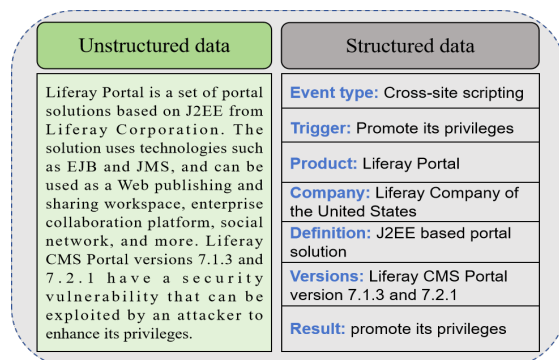 Unstructured data
Liferay Portal is a set of portal
solutions based on J2EE from
Liferay Corporation. The
solution uses technologies such
as EJB and JMS, and can be
used as a Web publishing and
sharing workspace, enterprise
collaboration platform, social
network, and more. Liferay
CMS Portal versions 7.1.3 and
7.2.1 have a security
vulnerability that can be
exploited by an attacker to
enhance its privileges.
Structured data
Event type: Cross-site scripting
Trigger: Promote its privileges
Product: Liferay Portal
Company: Liferay Company of
the United States
Definition: J2EE based portal
solution
Versions: Liferay CMS Portal
version 7.1.3 and 7.2.1
Result: promote its privileges